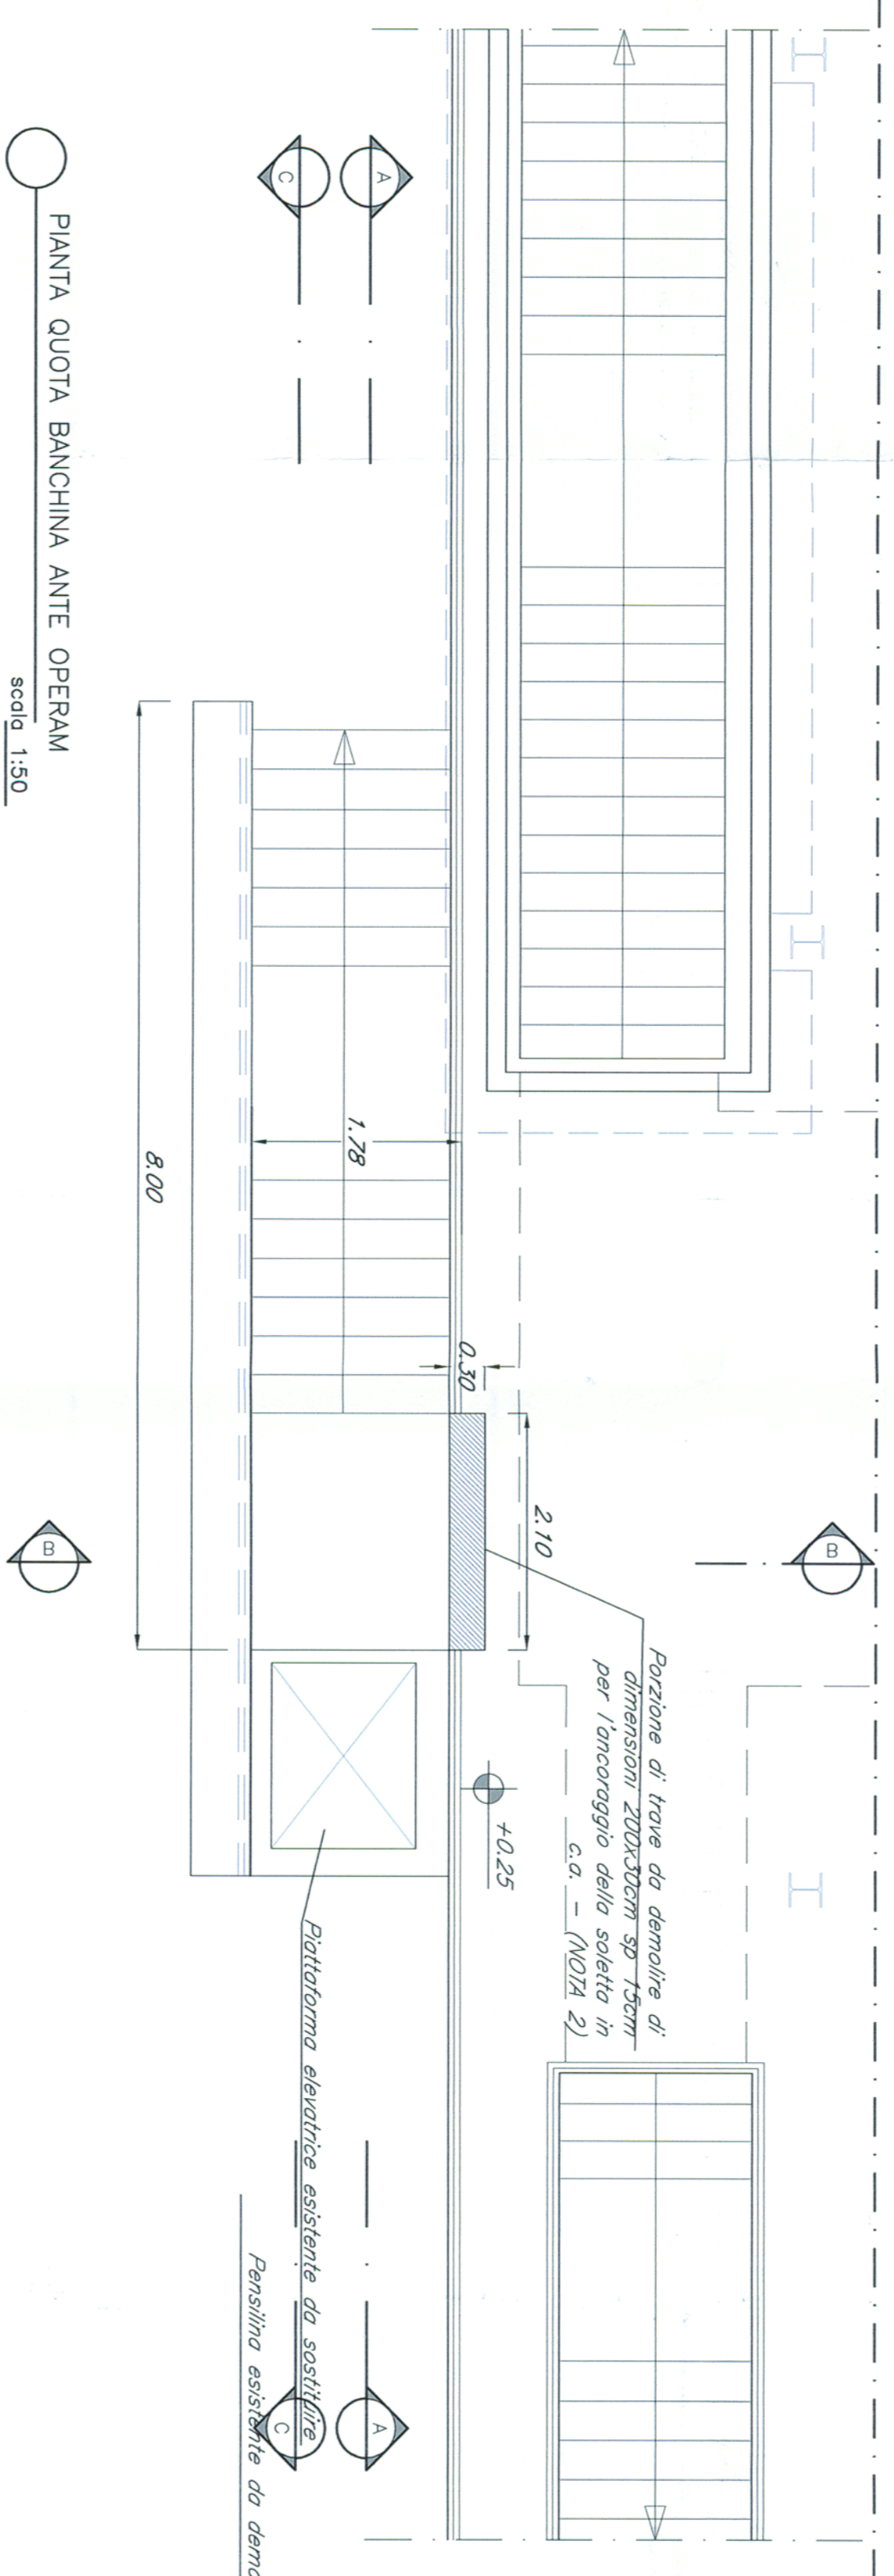 H
H
H
A
C
1.78
8.00
0.30
2.10
B
B
Porzione di trave da demolire di
dimensioni 200x30cm sp 15cm
per l'ancoraggio della soletta in
c.a. - (NOTA 2)
+0.25
Piattaforma elevatrice esistente da sostituire
Pensilina esistente da demo
A
C
PIANTA QUOTA BANCHINA ANTE OPERAM
scala 1:50